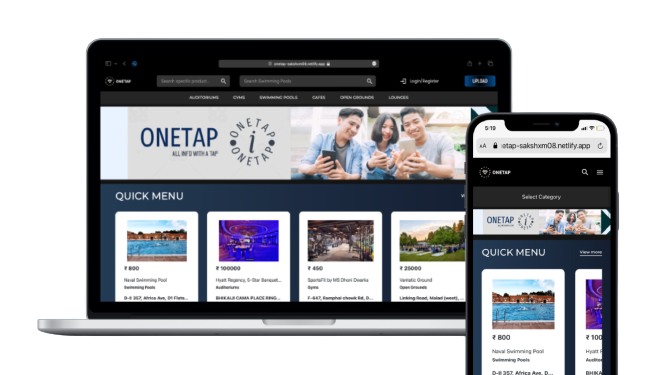 onetap-sakshxm08.netlify.app
ONETAP
Search specific product...
Search Swimming Pools
Login/Register
UPLOAD
AUDITORIUMS GYMS SWIMMING POOLS CAFES OPEN GROUNDS LOUNGES
ONETAP
ALL INFO WITH A TAP
ONETAP i ONETAP
QUICK MENU
₹ 800
Naval Swimming Pool
Swimming Pools
D-II 357, Africa Ave, D1 Flats...
₹ 100000
Hyatt Regency, 5-Star Banquet...
Auditoriums
BHIKAIJI CAMA PLACE RING...
₹ 450
SportsFit by MS Dhoni Dwarka
Gyms
F-647, Ramphal chowk Rd, D...
₹ 25000
Ventatic Ground
Open Grounds
Linking Road, Malad (west), ...
5:19
AA etap-sakshxm08.netlify.app
ONETAP
Select Category
ONETAP
QUICK MENU
View more
₹ 800
Naval Swimming Pool
Swimming Pools
D-II 357, Africa Ave, D...
₹ 100
Hyatt R
Auditor
BHIKA